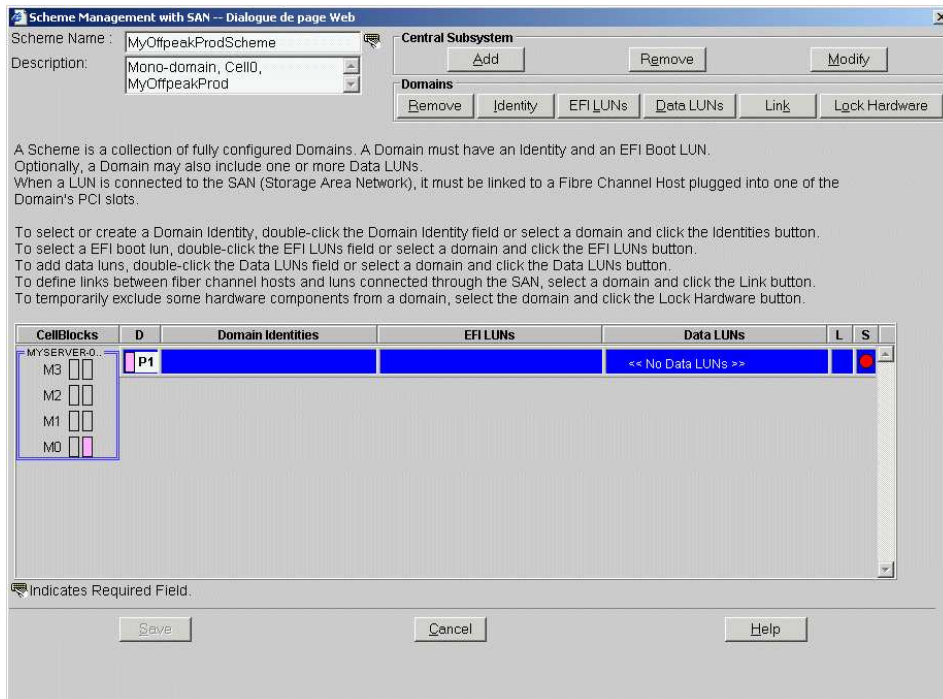 Scheme Management with SAN -- Dialogue de page Web
Scheme Name : MyOffpeakProdScheme
Description: Mono-domain, Cell0,
MyOffpeakProd
Central Subsystem
Add Remove Modify
Domains
Remove Identity EFI LUNs Data LUNs Link Lock Hardware
A Scheme is a collection of fully configured Domains. A Domain must have an Identity and an EFI Boot LUN.
Optionally, a Domain may also include one or more Data LUNs.
When a LUN is connected to the SAN (Storage Area Network), it must be linked to a Fibre Channel Host plugged into one of the
Domain's PCI slots.
To select or create a Domain Identity, double-click the Domain Identity field or select a domain and click the Identities button.
To select a EFI boot lun, double-click the EFI LUNs field or select a domain and click the EFI LUNs button.
To add data luns, double-click the Data LUNs field or select a domain and click the Data LUNs button.
To define links between fiber channel hosts and luns connected through the SAN, select a domain and click the Link button.
To temporarily exclude some hardware components from a domain, select the domain and click the Lock Hardware button.
CellBlocks D Domain Identities EFI LUNs Data LUNs L S
MYSERVER-0..
P1 << No Data LUNs >>
M3
M2
M1
M0
Indicates Required Field.
Save Cancel Help